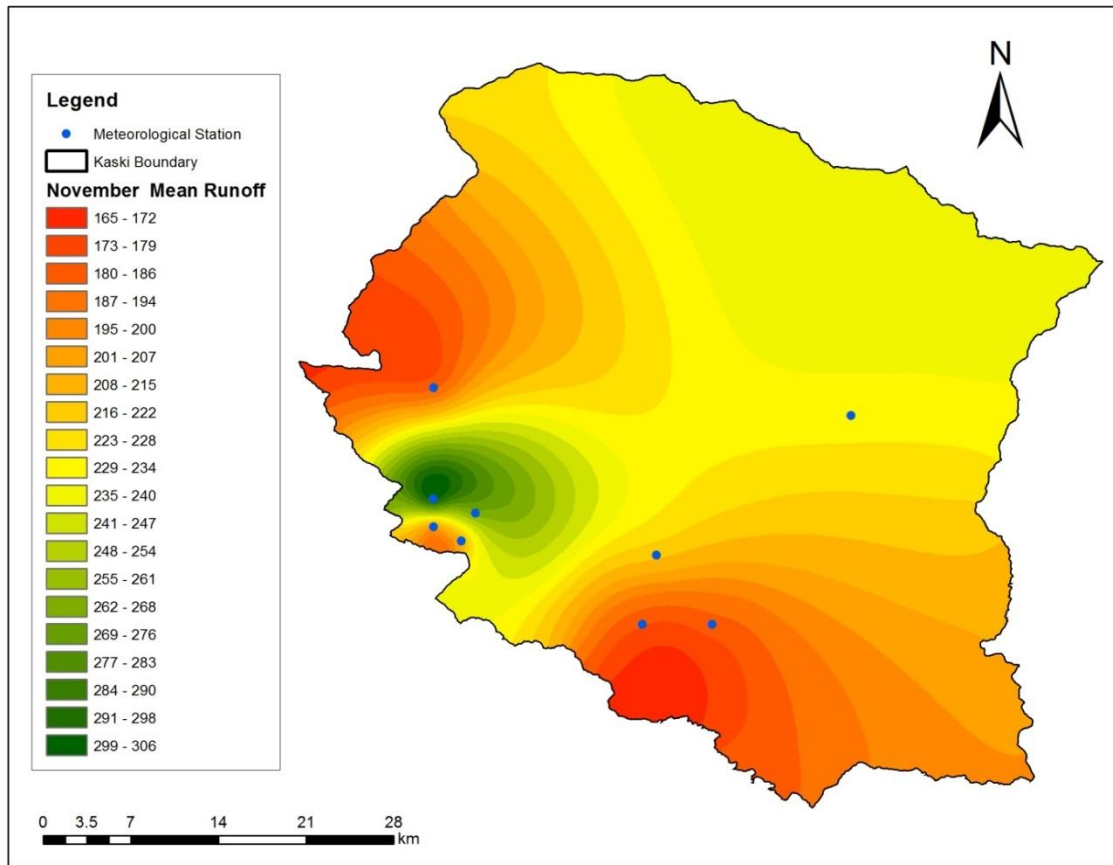 N
Legend
Meteorological Station
Kaski Boundary
November Mean Runoff
165 - 172
173 - 179
180 - 186
187 - 194
195 - 200
201 - 207
208 - 215
216 - 222
223 - 228
229 - 234
235 - 240
241 - 247
248 - 254
255 - 261
262 - 268
269 - 276
277 - 283
284 - 290
291 - 298
299 - 306
0 3.5 7 14 21 28
km